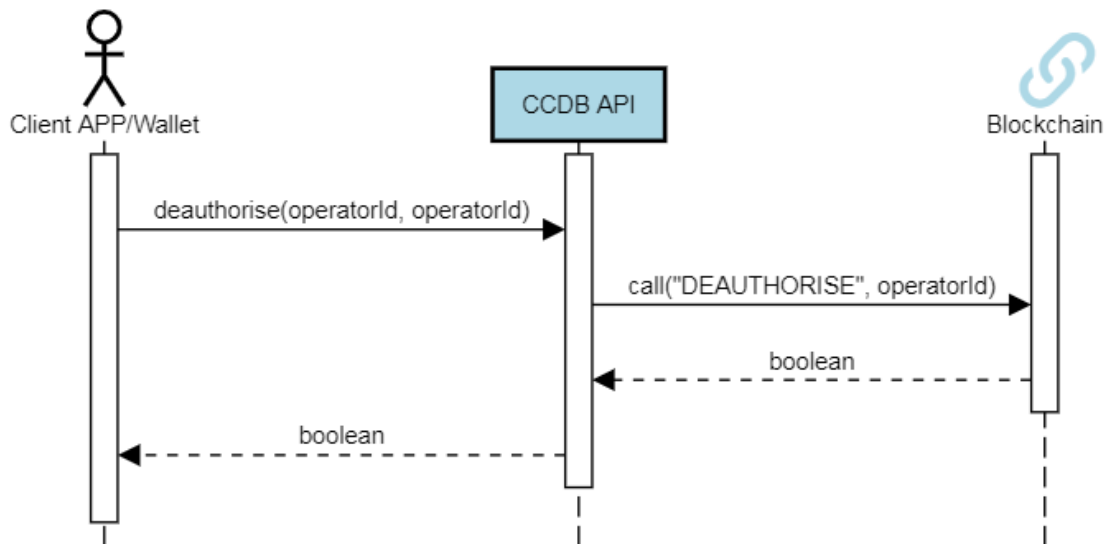 Client APP/Wallet
CCDB API
Blockchain
deauthorise(operatorId, operatorId)
call("DEAUTHORISE", operatorId)
boolean
boolean